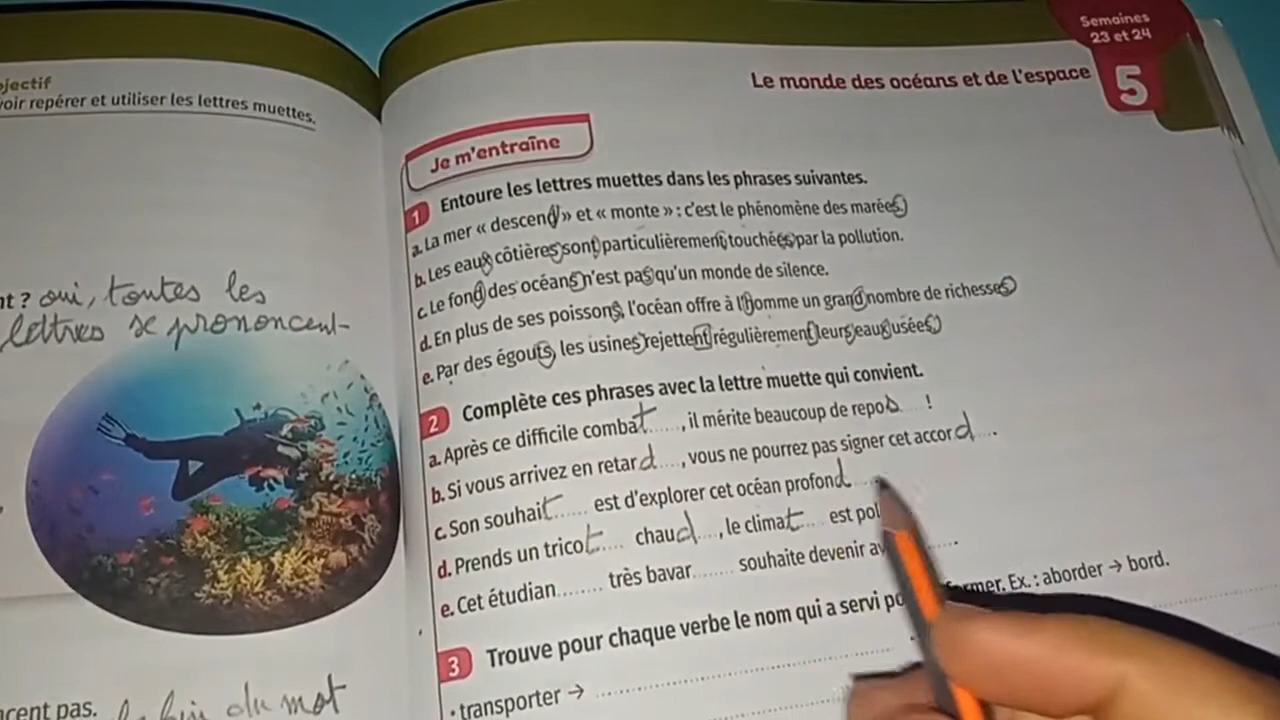 jectif
voir repérer et utiliser les lettres muettes.
nt ? oui, toutes les
lettres se prononcent-
cent pas.
du mot
Semaines
23 et 24
5
Le monde des océans et de l'espace
Je m'entraîne
1 Entoure les lettres muettes dans les phrases suivantes.
a. La mer « descend » et « monte » : c'est le phénomène des marées.
b. Les eaux côtières sont particulièrement touchées par la pollution.
c. Le fond des océans n'est pas qu'un monde de silence.
d. En plus de ses poissons, l'océan offre à l'homme un grand nombre de richesses.
e. Par des égouts, les usines rejettent régulièrement leurs eaux usées.
2 Complète ces phrases avec la lettre muette qui convient.
a. Après ce difficile combat ......, il mérite beaucoup de repos ..... !
b. Si vous arrivez en retard ...., vous ne pourrez pas signer cet accord .... .
c. Son souhait ...... est d'explorer cet océan profond
d. Prends un tricot .... chaud ...., le climat .... est pol
e. Cet étudian........ très bavar....... souhaite devenir av ...... .
3 Trouve pour chaque verbe le nom qui a servi Ex. : aborder → bord.
• transporter →